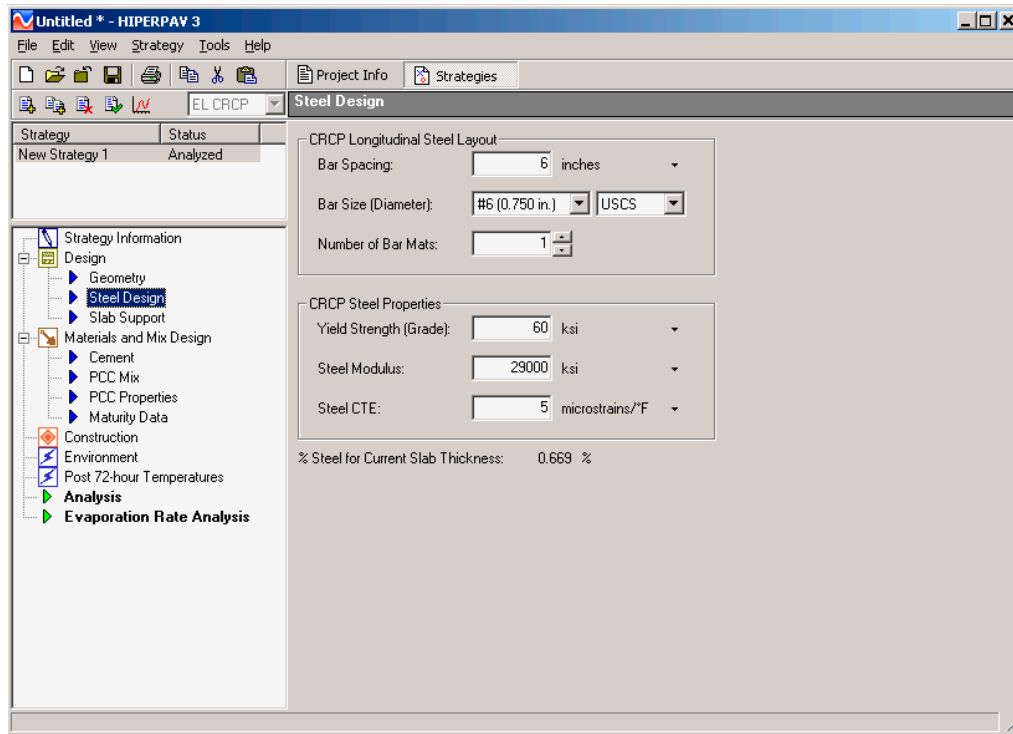 Untitled * - HIPERPAV 3
File Edit View Strategy Tools Help
Project Info Strategies
EL CRCP
Steel Design
Strategy Status
New Strategy 1 Analyzed
Strategy Information
Design
Geometry
Steel Design
Slab Support
Materials and Mix Design
Cement
PCC Mix
PCC Properties
Maturity Data
Construction
Environment
Post 72-hour Temperatures
Analysis
Evaporation Rate Analysis
CRCP Longitudinal Steel Layout
Bar Spacing: 6 inches
Bar Size (Diameter): #6 (0.750 in.) USCS
Number of Bar Mats: 1
CRCP Steel Properties
Yield Strength (Grade): 60 ksi
Steel Modulus: 29000 ksi
Steel CTE: 5 microstrains/°F
% Steel for Current Slab Thickness: 0.669 %